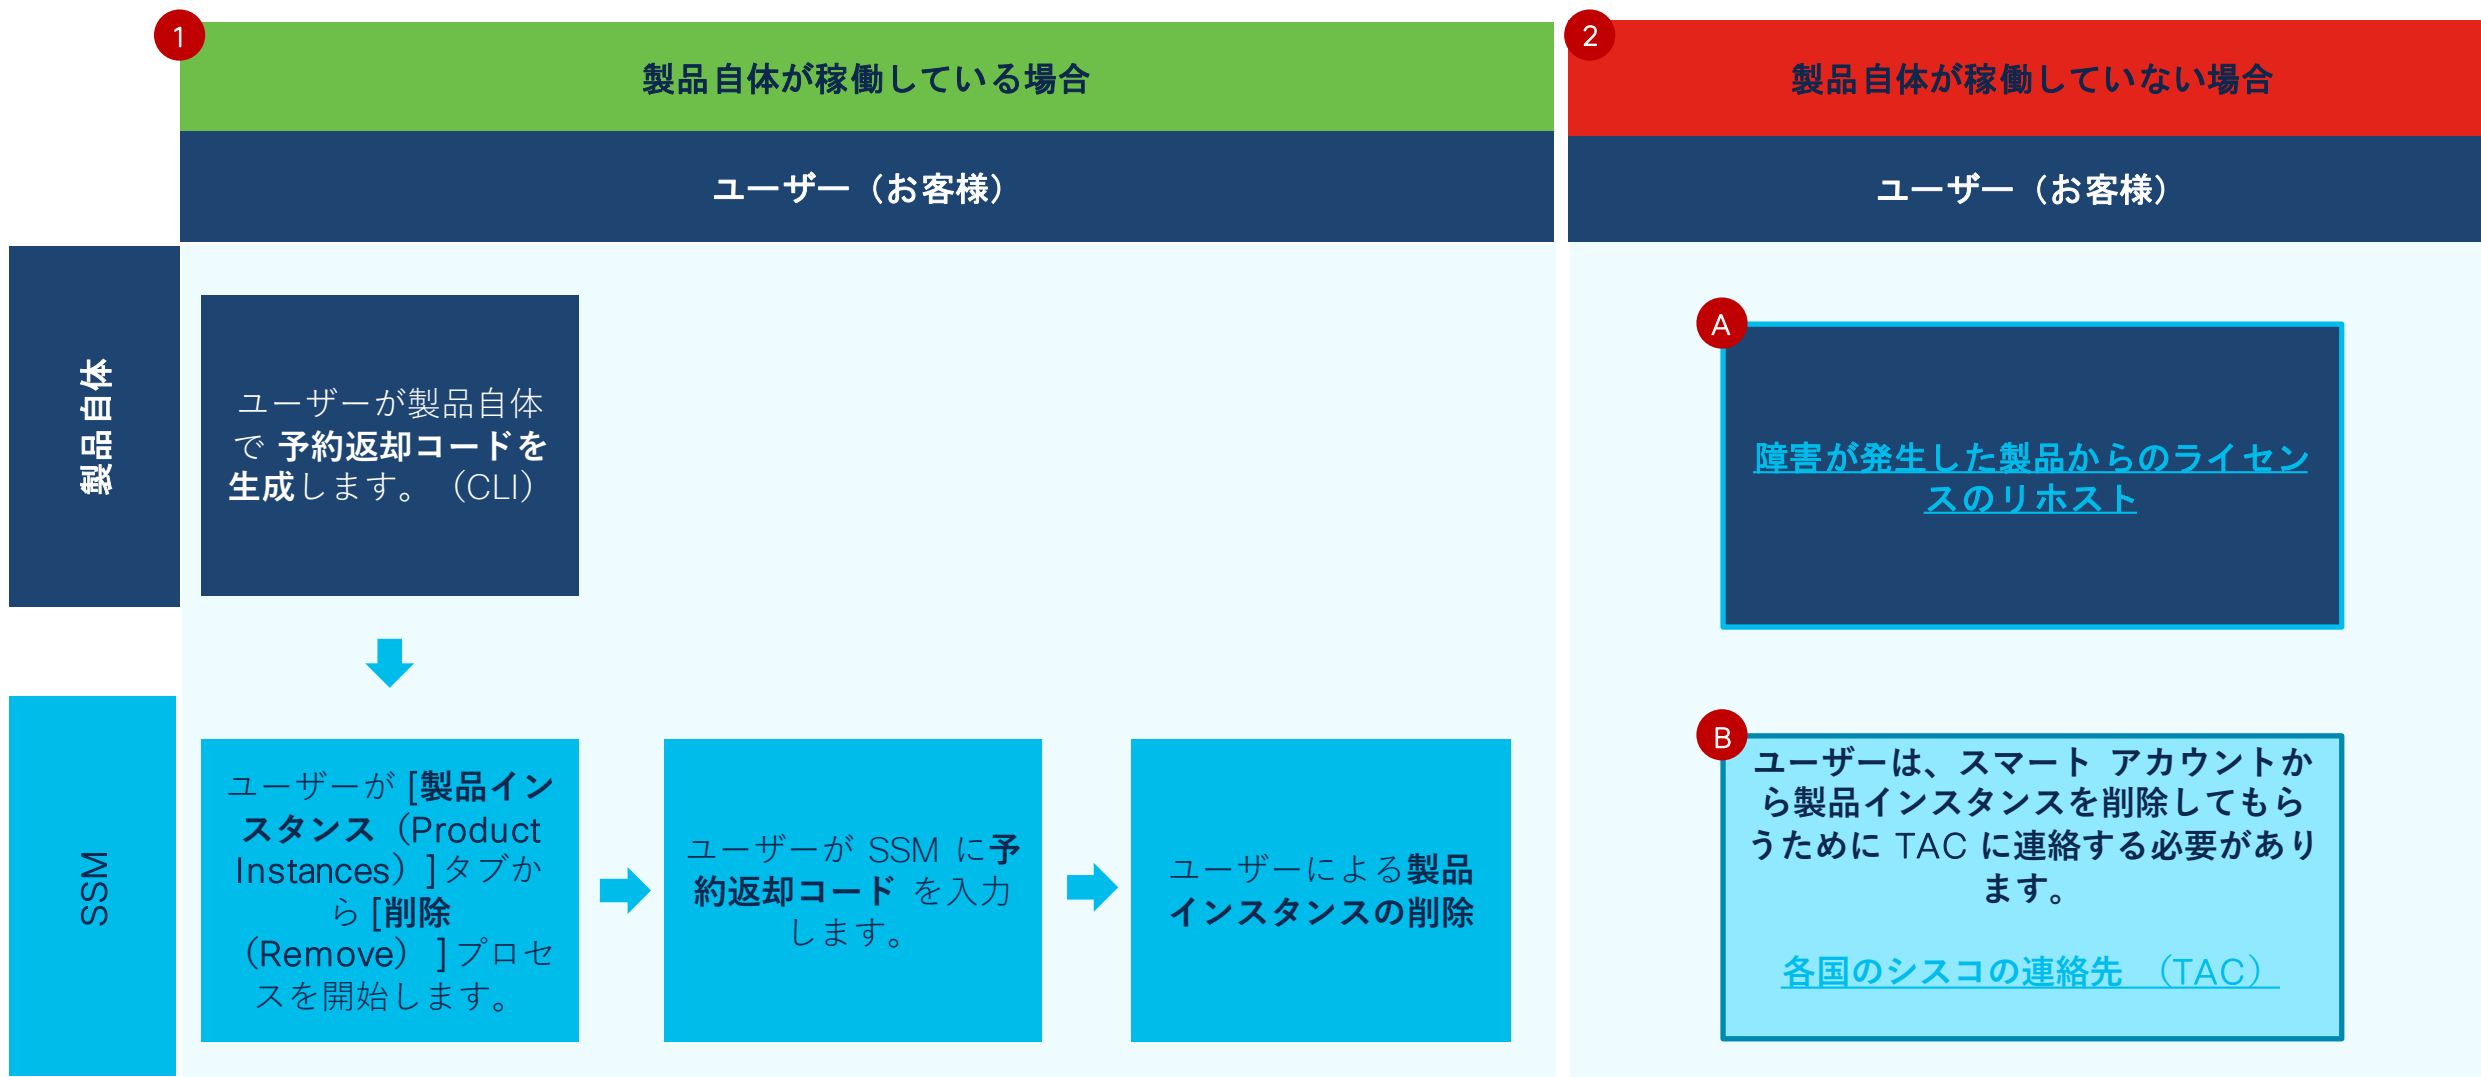 1
製品自体が稼働している場合
2
製品自体が稼働していない場合
ユーザー（お客様）
ユーザー（お客様）
製品自体
ユーザーが製品自体
で 予約返却コードを
生成します。（CLI）
A
障害が発生した製品からのライセン
スのリホスト
SSM
ユーザーが [製品イン
スタンス（Product
Instances）] タブか
ら [削除
（Remove） ] プロセ
スを開始します。
ユーザーが SSM に予
約返却コード を入力
します。
ユーザーによる製品
インスタンスの削除
B
ユーザーは、スマート アカウントか
ら製品インスタンスを削除してもら
うために TAC に連絡する必要があり
ます。
各国のシスコの連絡先 （TAC）